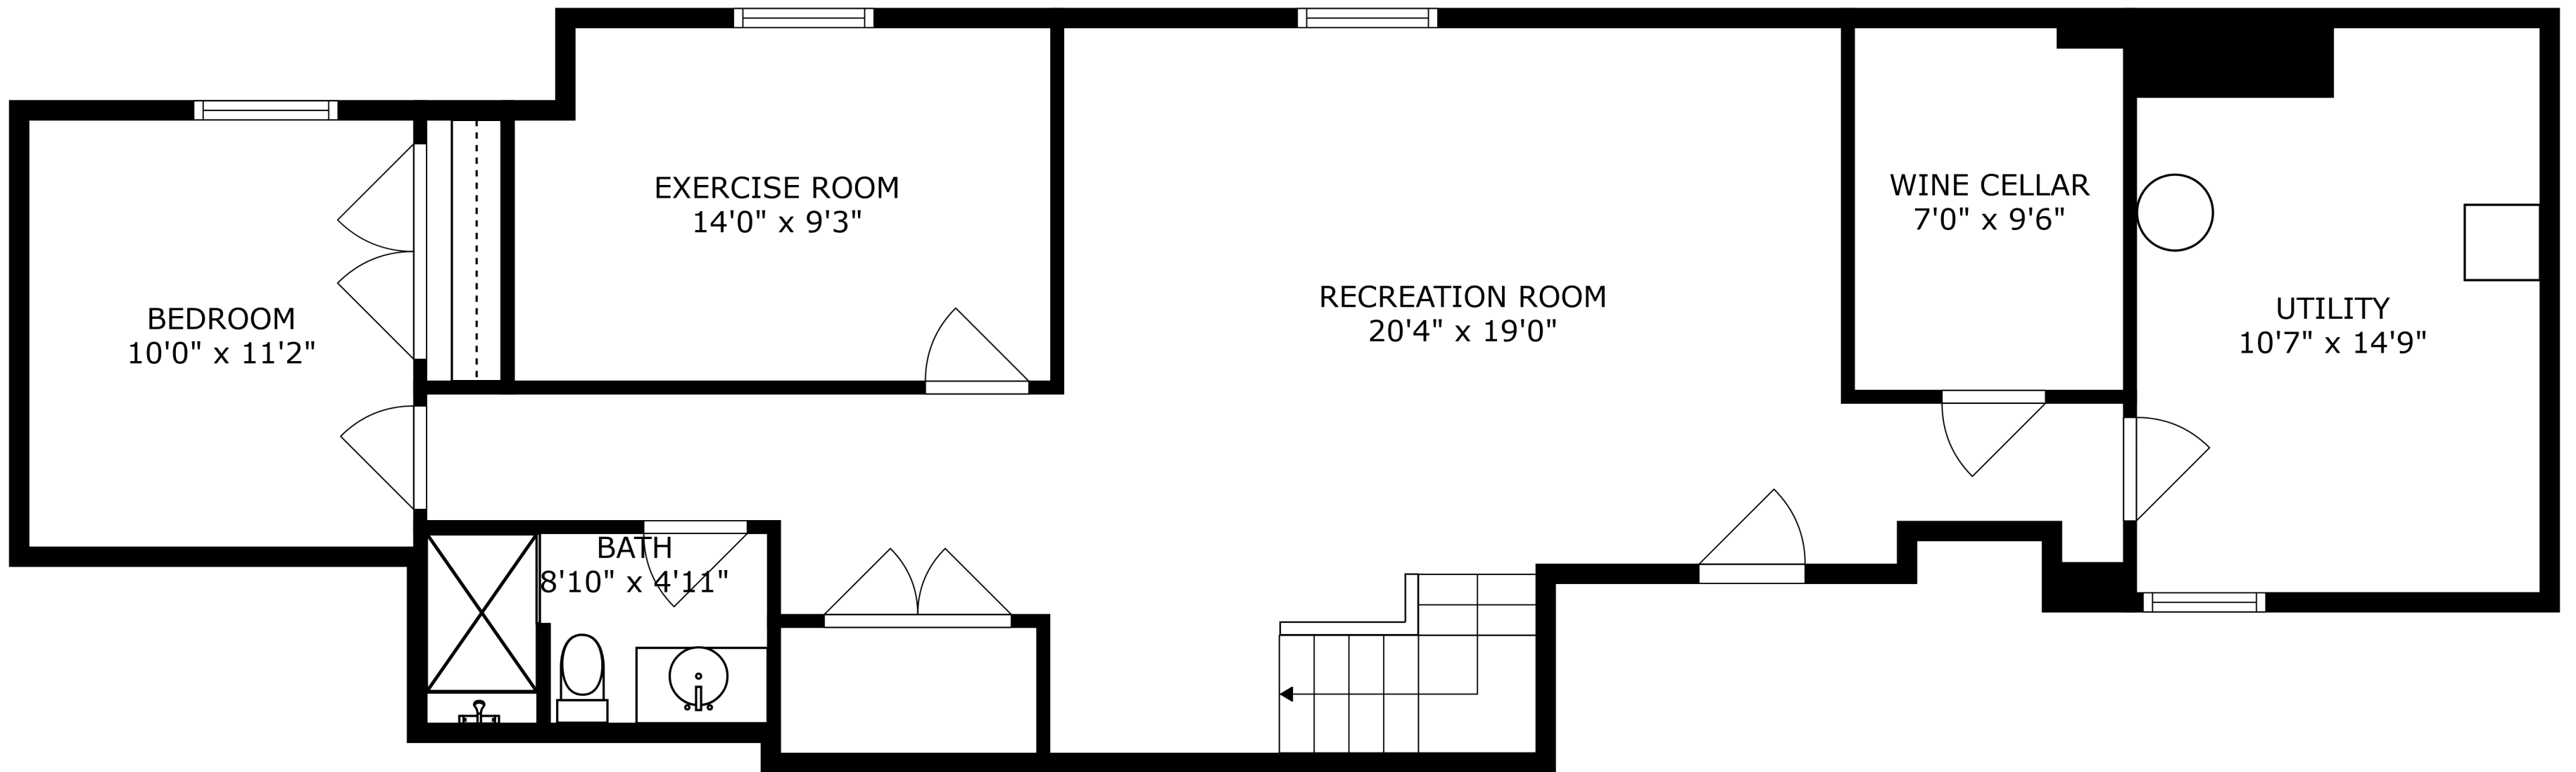 EXERCISE ROOM
14'0" x 9'3"
WINE CELLAR
7'0" x 9'6"
RECREATION ROOM
20'4" x 19'0"
BEDROOM
10'0" x 11'2"
UTILITY
10'7" x 14'9"
BATH
8'10" x 4'11"